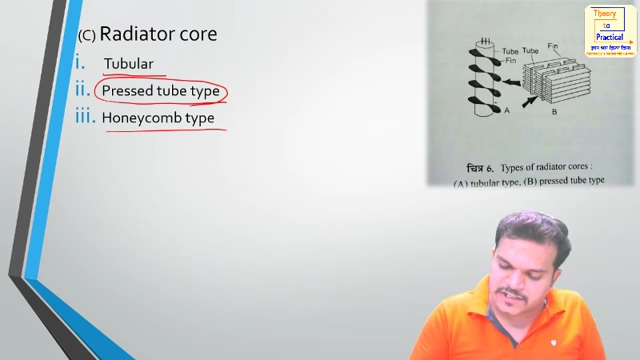 (C) Radiator core
i. Tubular
ii. Pressed tube type
iii. Honeycomb type
Tube
Fin
A
Tube
Fin
B
चित्र 6. Types of radiator cores :
(A) tubular type, (B) pressed tube type
Theory
to
Practical